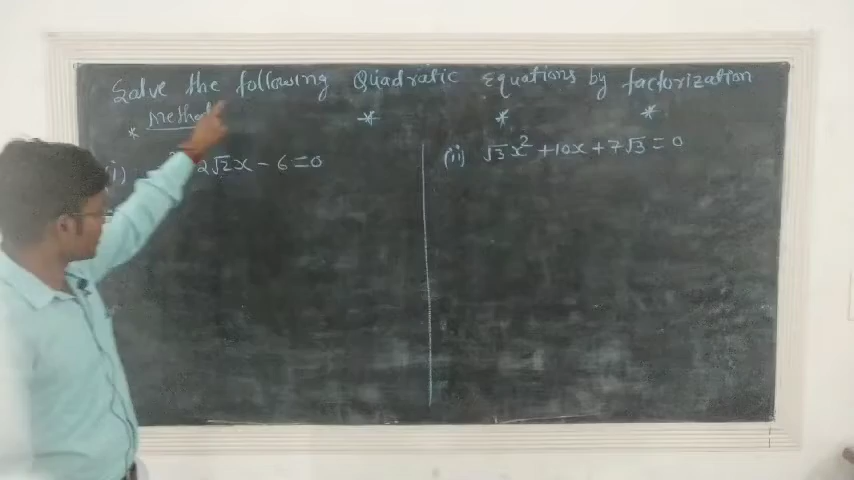 Solve the following Quadratic Equations by factorization
method
* * * *
i) 2√2x - 6 = 0
(ii) √3x² + 10x + 7√3 = 0